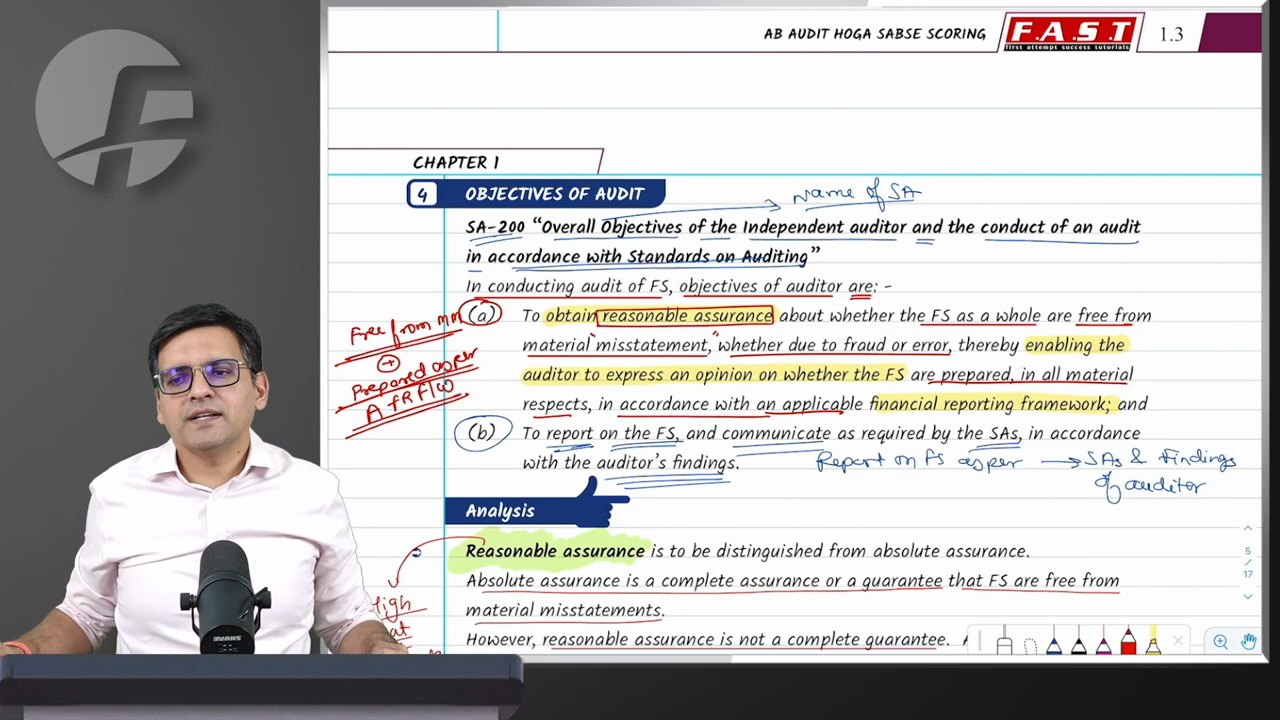 AB AUDIT HOGA SABSE SCORING
F.A.S.T
first attempt success tutorials
1.3
CHAPTER 1
4 OBJECTIVES OF AUDIT
Name of SA
SA-200 “Overall Objectives of the Independent auditor and the conduct of an audit
in accordance with Standards on Auditing”
In conducting audit of FS, objectives of auditor are: -
(a) To obtain reasonable assurance about whether the FS as a whole are free from
material misstatement, whether due to fraud or error, thereby enabling the
auditor to express an opinion on whether the FS are prepared, in all material
respects, in accordance with an applicable financial reporting framework; and
Free from mm
+
Prepared as per
AFRF/W
(b) To report on the FS, and communicate as required by the SAs, in accordance
with the auditor's findings.
Report on FS as per → SAs & Findings
of auditor
Analysis
Reasonable assurance is to be distinguished from absolute assurance.
Absolute assurance is a complete assurance or a guarantee that FS are free from
material misstatements.
However, reasonable assurance is not a complete guarantee.
5
/
17